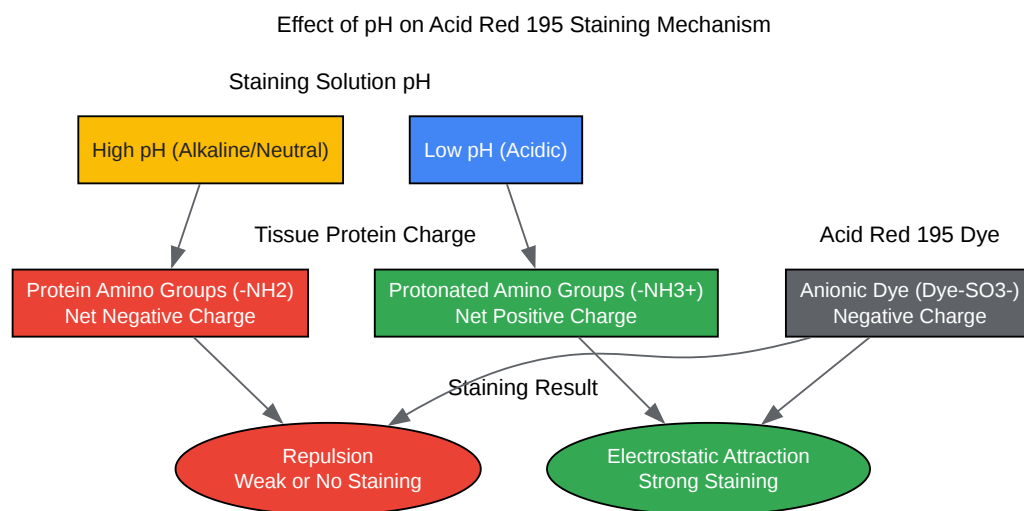 Effect of pH on Acid Red 195 Staining Mechanism
Staining Solution pH
High pH (Alkaline/Neutral)
Low pH (Acidic)
Tissue Protein Charge
Acid Red 195 Dye
Protein Amino Groups (-NH2)
Net Negative Charge
Protonated Amino Groups (-NH3+)
Net Positive Charge
Anionic Dye (Dye-SO3-)
Negative Charge
Staining Result
Repulsion
Weak or No Staining
Electrostatic Attraction
Strong Staining